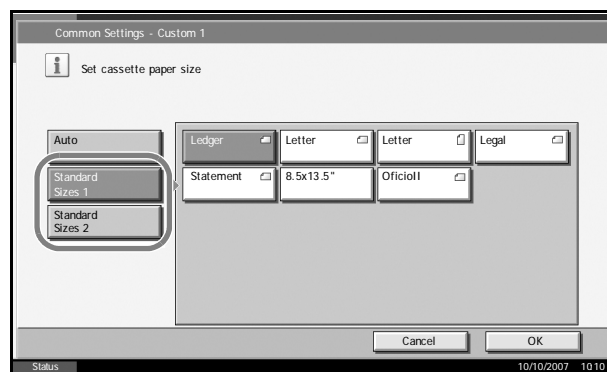 Common Settings - Custom 1
Set cassette paper size
Auto
Standard
Sizes 1
Standard
Sizes 2
Ledger
Letter
Letter
Legal
Statement
8.5x13.5"
OficioII
Cancel
OK
Status
10/10/2007 10:10